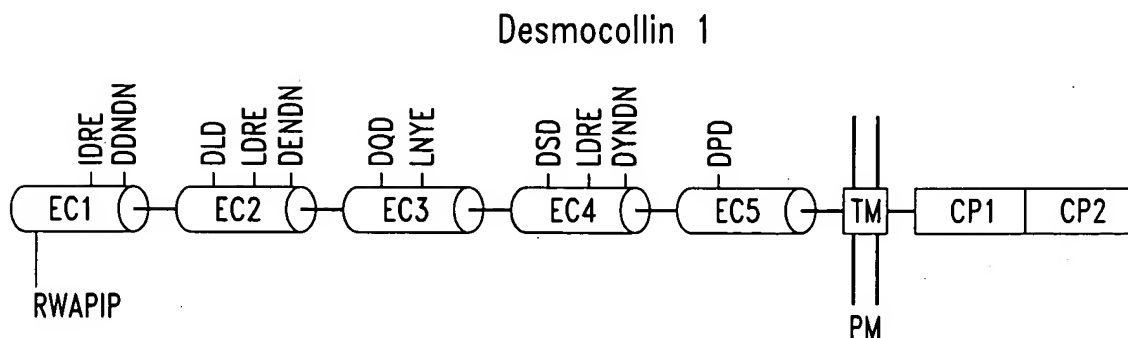 Desmocollin 1
IDRE
DDNDN
DLD
LDRE
DENDN
DQD
LNYE
DSD
LDRE
DYNDN
DPD
EC1
EC2
EC3
EC4
EC5
TM
CP1
CP2
RWAPIP
PM